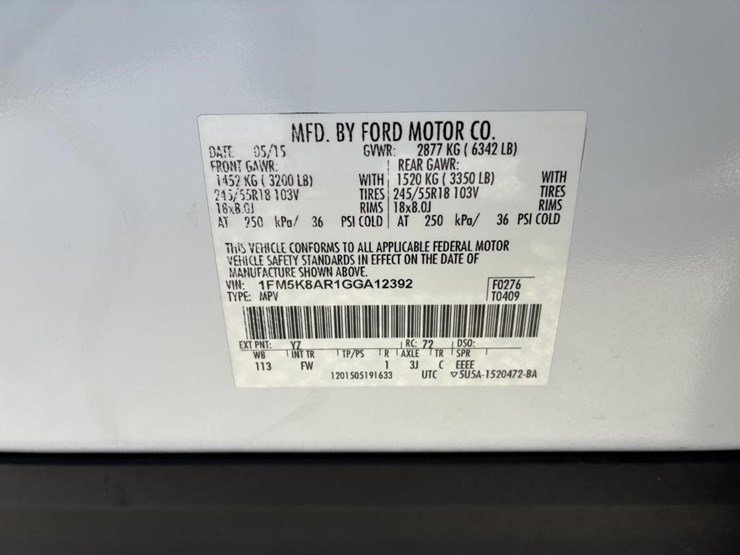 MFD. BY FORD MOTOR CO.
DATE 05/15 GVWR: 2877 KG ( 6342 LB)
FRONT GAWR: REAR GAWR:
1452 KG ( 3200 LB) WITH 1520 KG ( 3350 LB) WITH
245/55R18 103V TIRES 245/55R18 103V TIRES
18x8.0J RIMS 18x8.0J RIMS
AT 250 kPa/ 36 PSI COLD AT 250 kPa/ 36 PSI COLD
THIS VEHICLE CONFORMS TO ALL APPLICABLE FEDERAL MOTOR
VEHICLE SAFETY STANDARDS IN EFFECT ON THE DATE OF
MANUFACTURE SHOWN ABOVE.
VIN: 1FM5K8AR1GGA12392 F0276
TYPE: MPV T0409
EXT PNT: YZ RC: 72 DSO:
WB INT TR TP/PS R AXLE TR SPR
113 FW 1 3J C EEEE
1201505191633 UTC ▽5U5A-1520472-BA